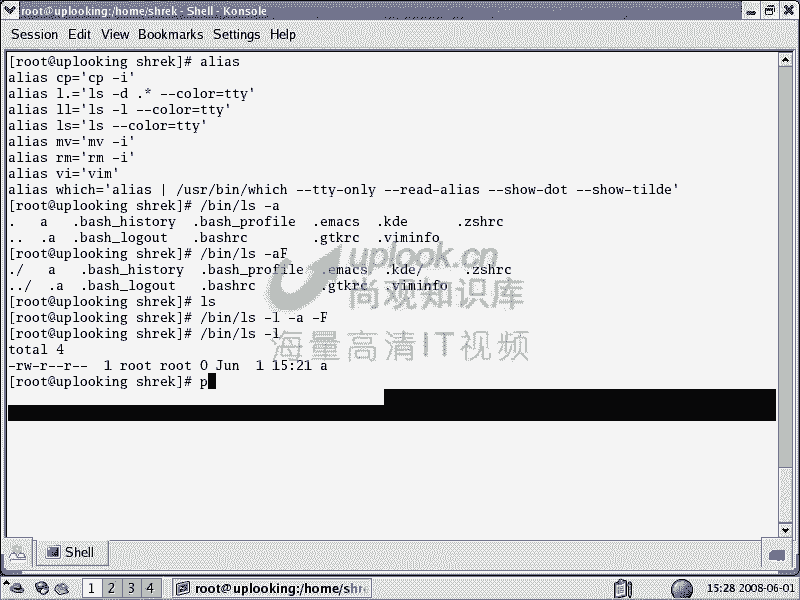 root@uplooking:/home/shrek - Shell - Konsole
Session Edit View Bookmarks Settings Help
[root@uplooking shrek]# alias
alias cp='cp -i'
alias l.='ls -d .* --color=tty'
alias ll='ls -l --color=tty'
alias ls='ls --color=tty'
alias mv='mv -i'
alias rm='rm -i'
alias vi='vim'
alias which='alias | /usr/bin/which --tty-only --read-alias --show-dot --show-tilde'
[root@uplooking shrek]# /bin/ls -a
. a .bash_history .bash_profile .emacs .kde .zshrc
.. .a .bash_logout .bashrc .gtkrc .viminfo
[root@uplooking shrek]# /bin/ls -aF
./ a .bash_history .bash_profile .emacs .kde/ .zshrc
../ .a .bash_logout .bashrc .gtkrc .viminfo
[root@uplooking shrek]# ls
[root@uplooking shrek]# /bin/ls -l -a -F
[root@uplooking shrek]# /bin/ls -l
total 4
-rw-r--r-- 1 root root 0 Jun 1 15:21 a
[root@uplooking shrek]# p
uplook.cn
尚观知识库
海量高清IT视频
Shell
1 2 3 4 root@uplooking:/home/shre 15:28 2008-06-01